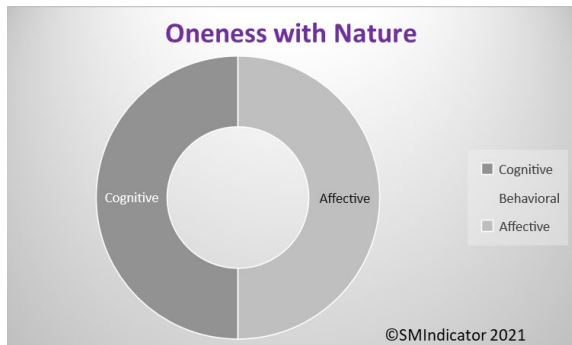 Oneness with Nature
Cognitive
Affective
Cognitive
Behavioral
Affective
©SMIndicator 2021